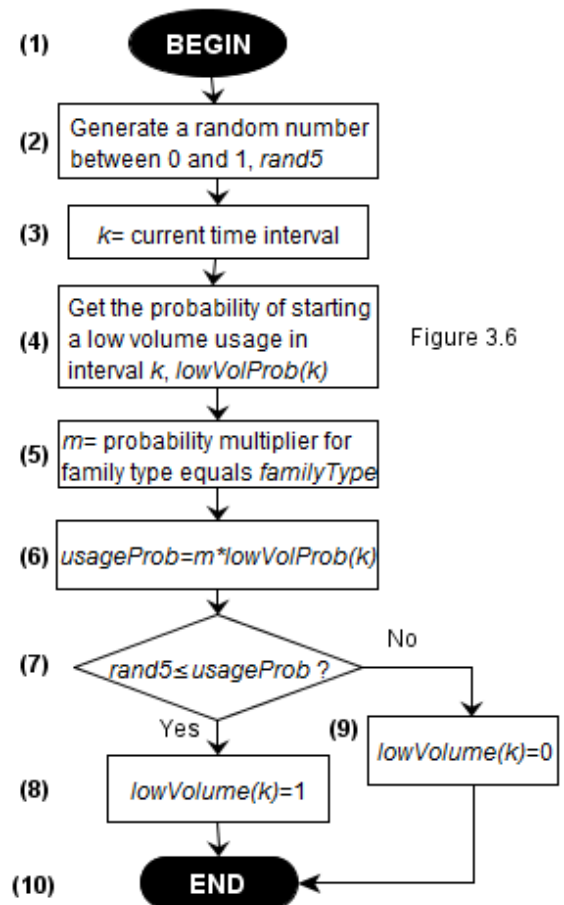 (1) BEGIN
(2) Generate a random number
between 0 and 1, rand5
(3) k= current time interval
Get the probability of starting
(4) a low volume usage in
interval k, lowVolProb(k)
Figure 3.6
(5) m= probability multiplier for
family type equals familyType
(6) usageProb=m*lowVolProb(k)
(7) rand5≤usageProb ?
No
Yes
(9) lowVolume(k)=0
(8) lowVolume(k)=1
(10) END